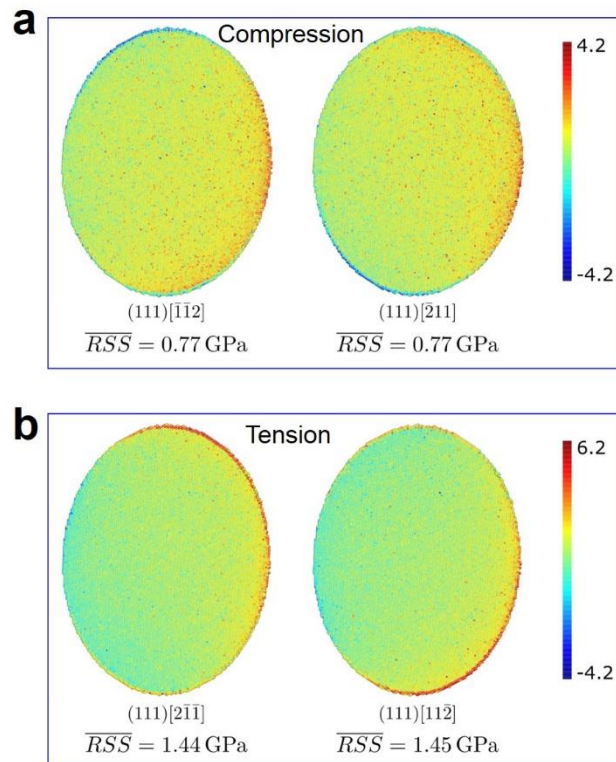 a
Compression
4.2
-4.2
(111)[1̄1̄2]
(111)[2̄11]
R̅S̅S̅ = 0.77 GPa
R̅S̅S̅ = 0.77 GPa
b
Tension
6.2
-4.2
(111)[21̄1̄]
(111)[112̄]
R̅S̅S̅ = 1.44 GPa
R̅S̅S̅ = 1.45 GPa